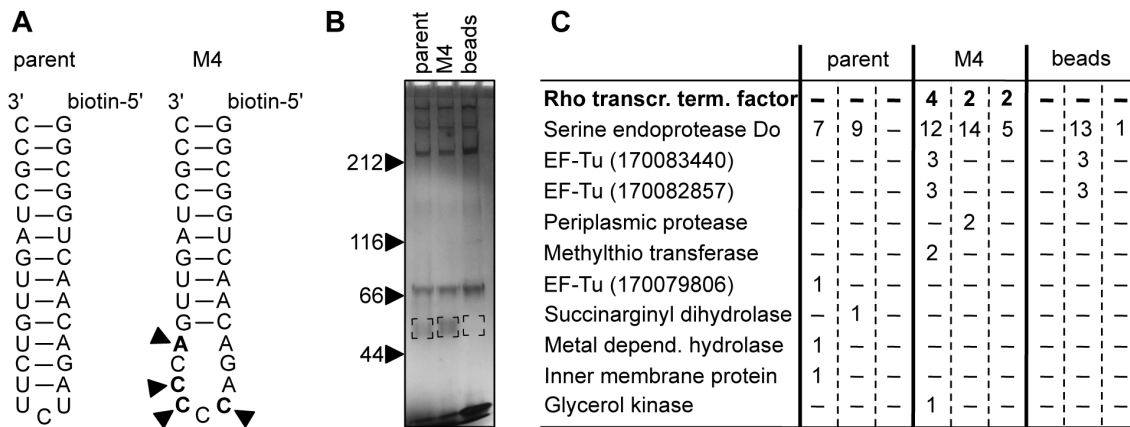 A
parent
M4
3' biotin-5'
3' biotin-5'
C – G
C – G
G – C
C – G
U – G
A – U
G – C
U – A
U – A
G – C
U – A
C – G
U – A
U U
C
C – G
C – G
G – C
C – G
U – G
A – U
G – C
U – A
U – A
G – C
A A
C G
C A
C C
C
B
parent
M4
beads
212
116
66
44
C
parent M4 beads
Rho transcr. term. factor – – – 4 2 2 – – –
Serine endoprotease Do 7 9 – 12 14 5 – 13 1
EF-Tu (170083440) – – – 3 – – – 3 –
EF-Tu (170082857) – – – 3 – – – 3 –
Periplasmic protease – – – – 2 – – – –
Methylthio transferase – – – 2 – – – – –
EF-Tu (170079806) 1 – – – – – – – –
Succinarginyl dihydrolase – 1 – – – – – – –
Metal depend. hydrolase 1 – – – – – – – –
Inner membrane protein 1 – – – – – – – –
Glycerol kinase – – – 1 – – – – –